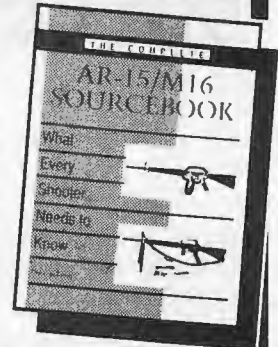 THE COMPLETE
AR-15/M16
SOURCEBOOK
What
Every
Shooter
Needs to
Know